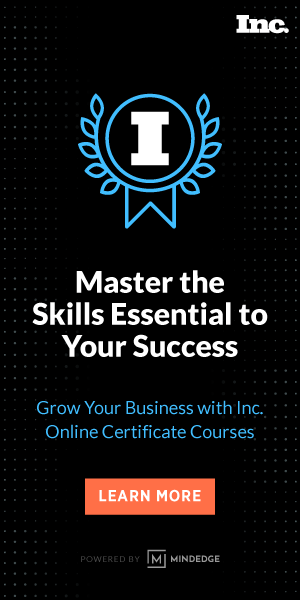 Inc.
I
Master the
Skills Essential to
Your Success
Grow Your Business with Inc.
Online Certificate Courses
LEARN MORE
POWERED BY M MINDEDGE